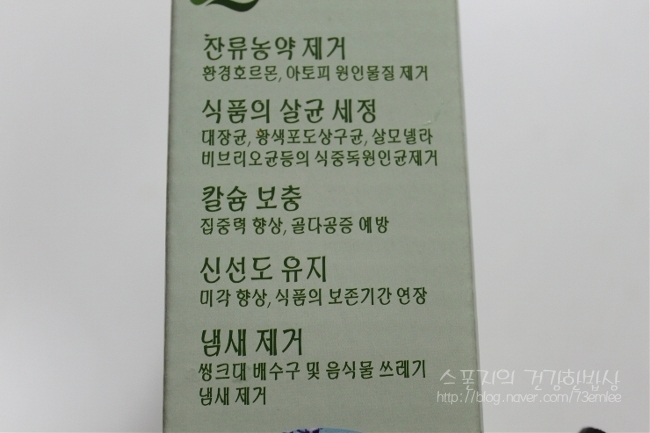 잔류농약 제거
환경호르몬, 아토피 원인물질 제거
식품의 살균 세정
대장균, 황색포도상구균, 살모넬라
비브리오균등의 식중독원인균제거
칼슘 보충
집중력 향상, 골다공증 예방
신선도 유지
미각 향상, 식품의 보존기간 연장
냄새 제거
씽크대 배수구 및 음식물 쓰레기
냄새 제거
스폰지의 건강한밥상
http://blog.naver.com/73emlee